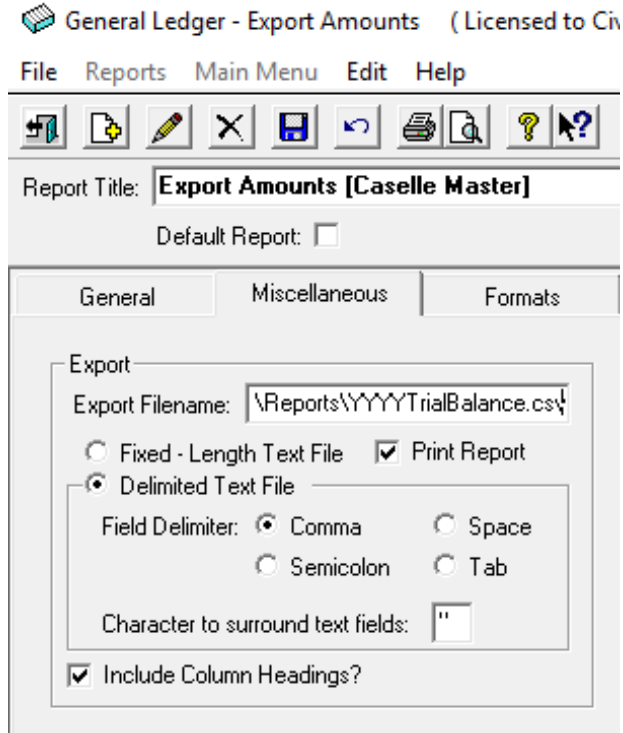 General Ledger - Export Amounts ( Licensed to Civ
File Reports Main Menu Edit Help
Report Title: Export Amounts [Caselle Master]
Default Report:
General Miscellaneous Formats
Export
Export Filename: \Reports\YYYYTrialBalance.csv
Fixed - Length Text File Print Report
Delimited Text File
Field Delimiter: Comma Space
Semicolon Tab
Character to surround text fields: "
Include Column Headings?